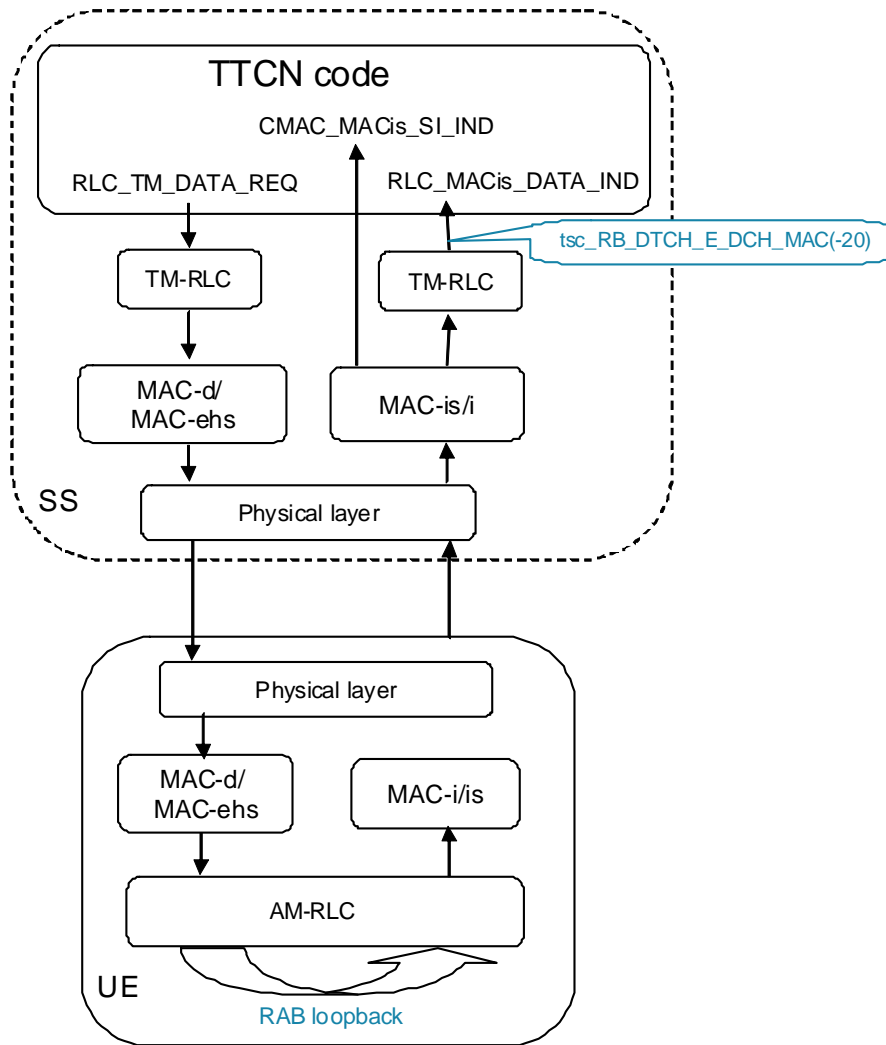 TTCN code
CMAC_MACis_SI_IND
RLC_TM_DATA_REQ
RLC_MACis_DATA_IND
tsc_RB_DTCH_E_DCH_MAC(-20)
TM-RLC
TM-RLC
MAC-d/
MAC-ehs
MAC-is/i
SS
Physical layer
Physical layer
MAC-d/
MAC-ehs
MAC-i/is
AM-RLC
UE
RAB loopback